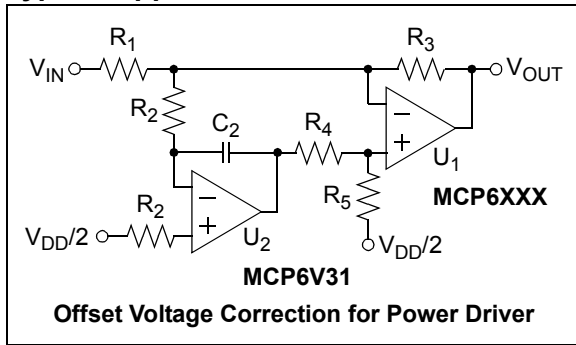 R1
R3
VIN
VOUT
R2
C2
R4
U1
R5
MCP6XXX
R2
VDD/2
U2
VDD/2
MCP6V31
Offset Voltage Correction for Power Driver